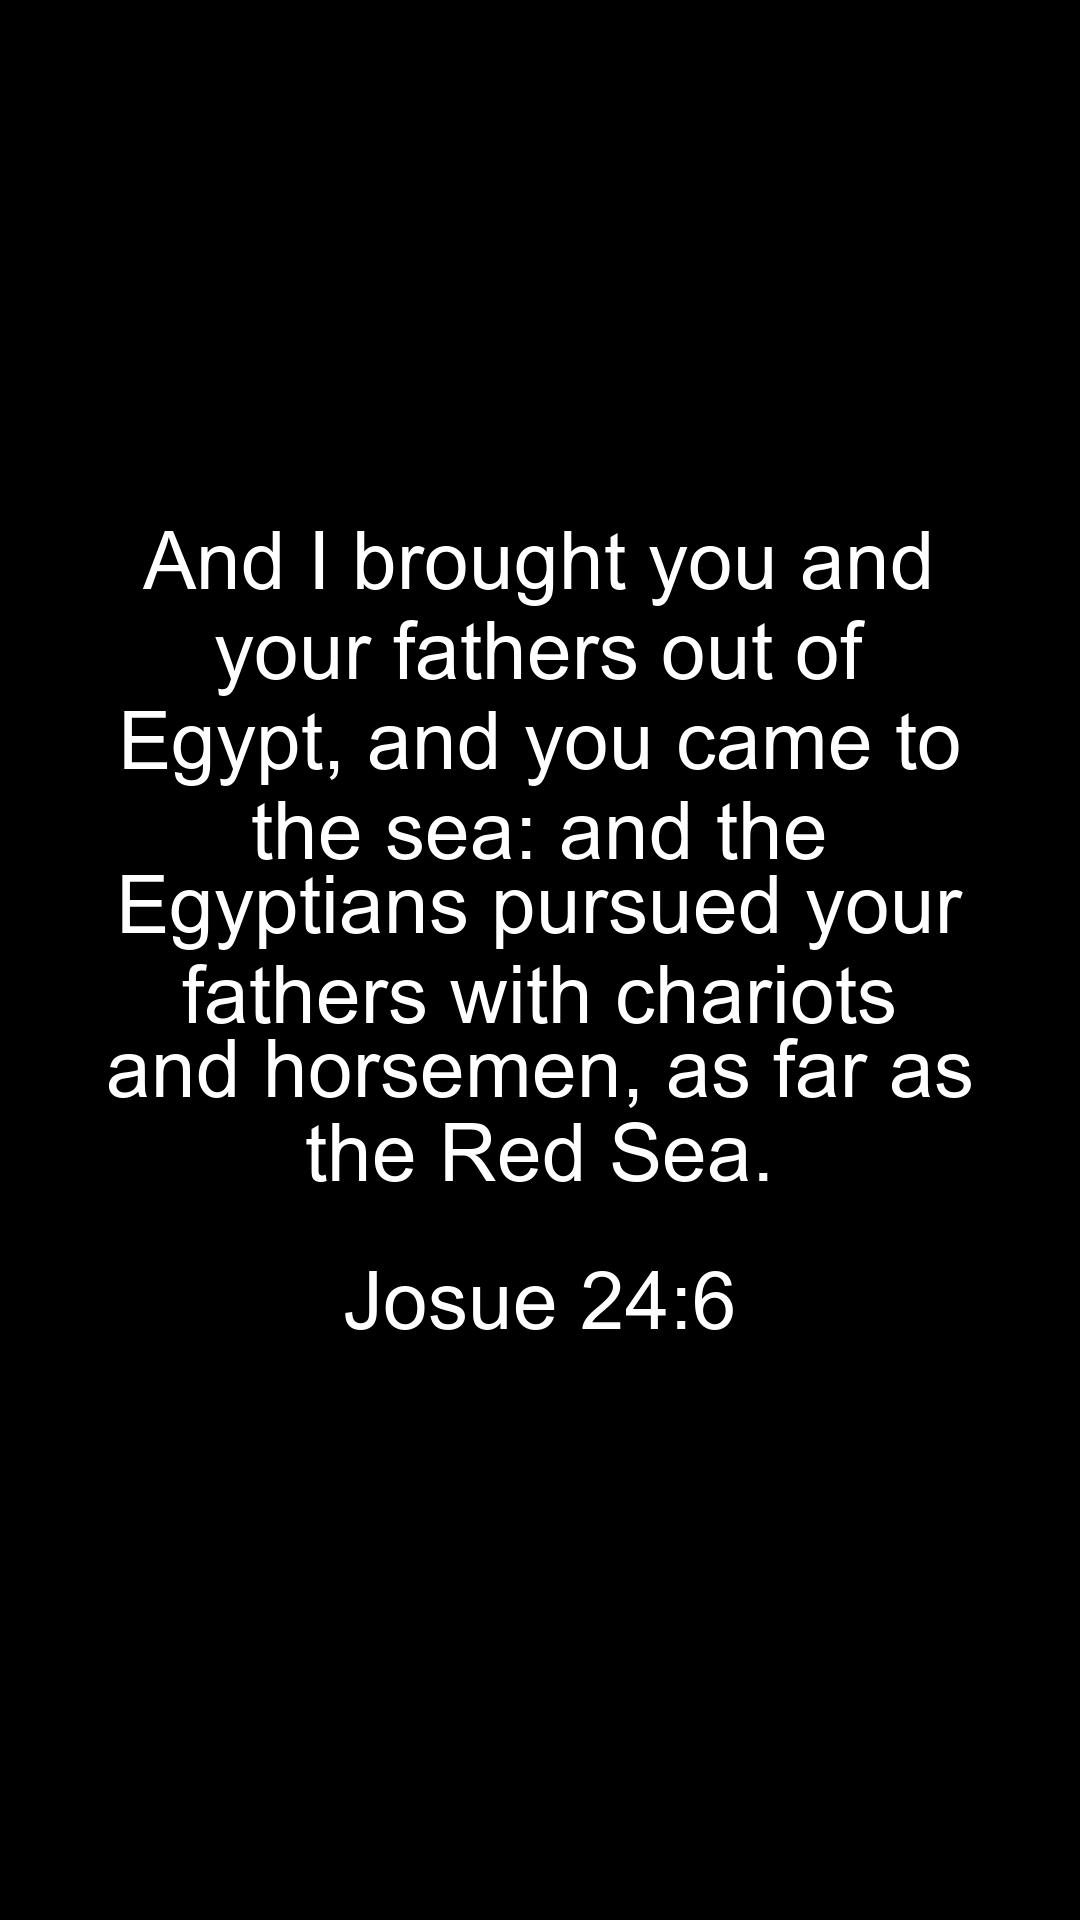 And I brought you and
your fathers out of
Egypt, and you came to
the sea: and the
Egyptians pursued your
fathers with chariots
and horsemen, as far as
the Red Sea.
Josue 24:6